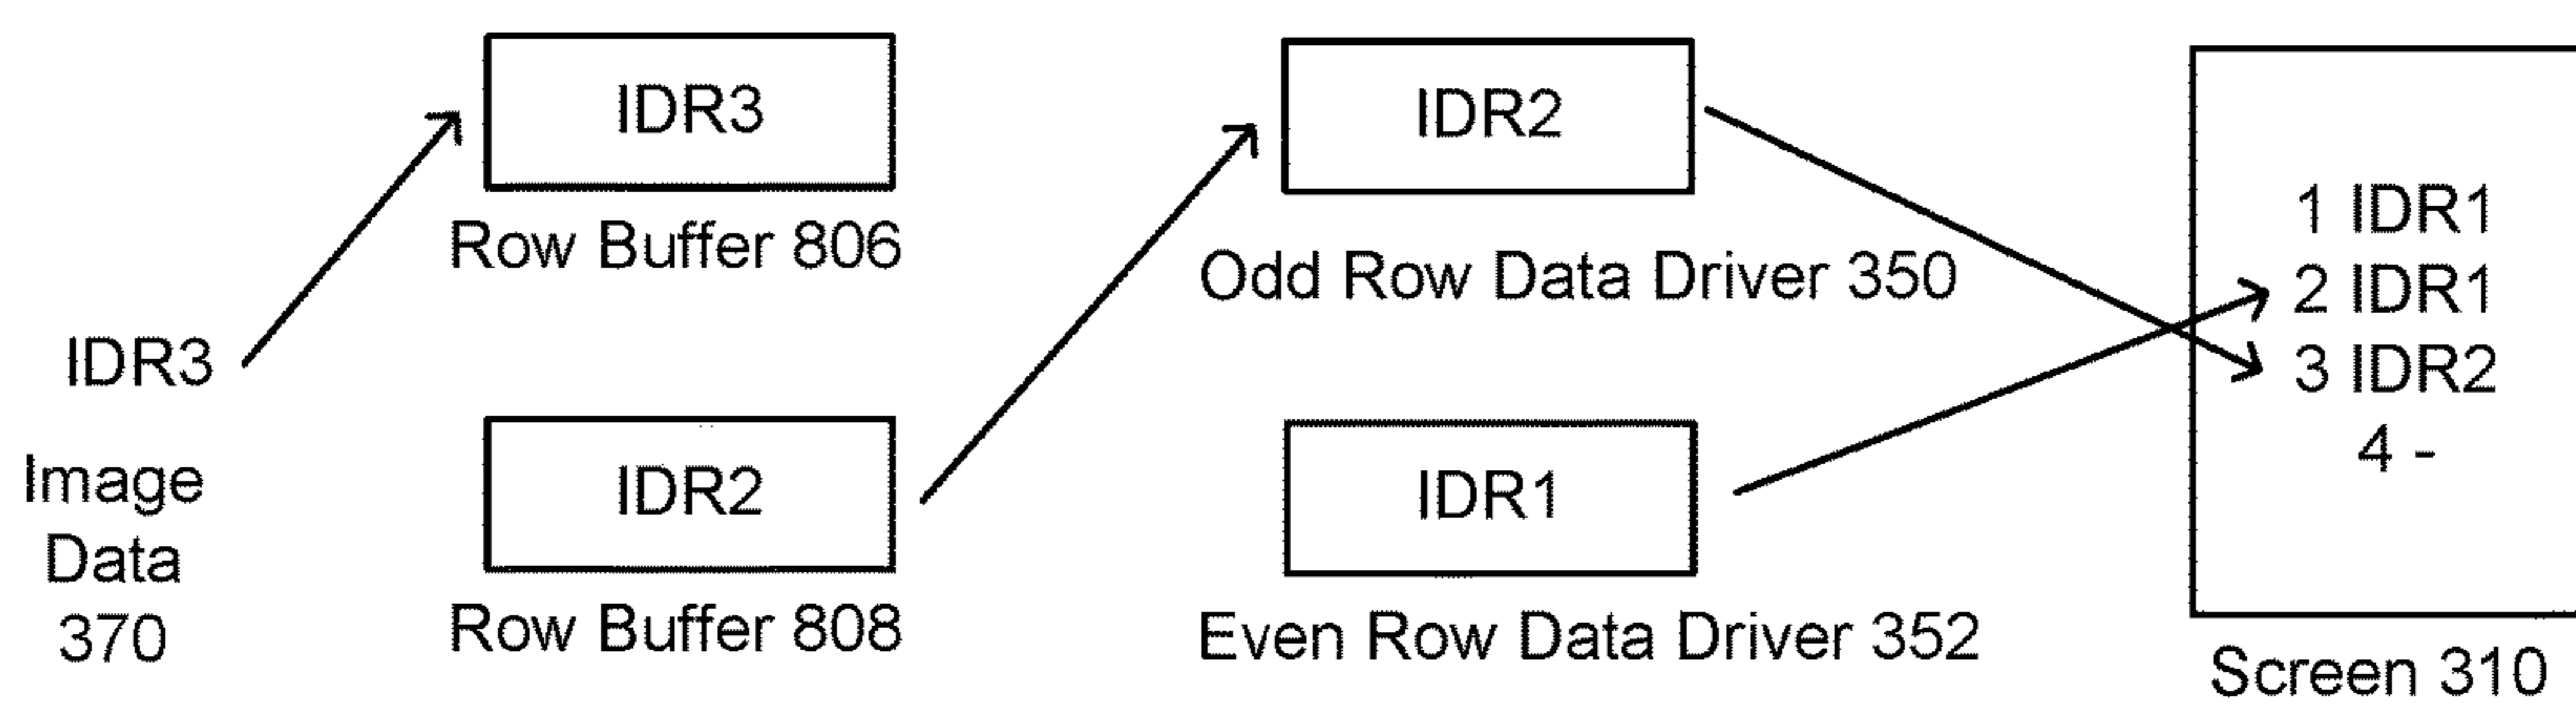 IDR3
Image
Data
370
IDR3
Row Buffer 806
IDR2
Row Buffer 808
IDR2
Odd Row Data Driver 350
IDR1
Even Row Data Driver 352
1 IDR1
2 IDR1
3 IDR2
4 -
Screen 310